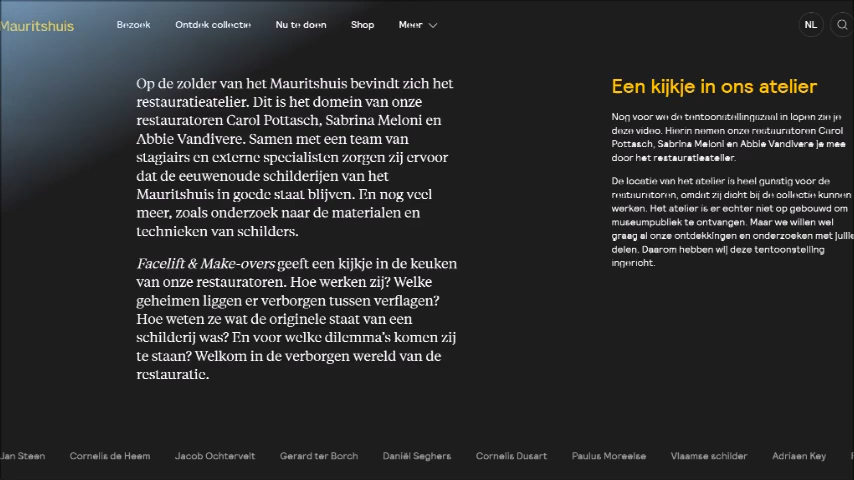 Mauritshuis
Bezoek
Ontdek collectie
Nu te doen
Shop
Meer
NL
Op de zolder van het Mauritshuis bevindt zich het
restauratieatelier. Dit is het domein van onze
restauratoren Carol Pottasch, Sabrina Meloni en
Abbie Vandivere. Samen met een team van
stagiairs en externe specialisten zorgen zij ervoor
dat de eeuwenoude schilderijen van het
Mauritshuis in goede staat blijven. En nog veel
meer, zoals onderzoek naar de materialen en
technieken van schilders.
Facelift & Make-overs geeft een kijkje in de keuken
van onze restauratoren. Hoe werken zij? Welke
geheimen liggen er verborgen tussen verflagen?
Hoe weten ze wat de originele staat van een
schilderij was? En voor welke dilemma's komen zij
te staan? Welkom in de verborgen wereld van de
restauratie.
Een kijkje in ons atelier
Nog voor we de tentoonstellingszaal in lopen zie je
deze video. Hierin nemen onze restauratoren Carol
Pottasch, Sabrina Meloni en Abbie Vandivere je mee
door het restauratieatelier.
De locatie van het atelier is heel gunstig voor de
restauratoren, omdat zij dicht bij de collectie kunnen
werken. Het atelier is er echter niet op gebouwd om
museumpubliek te ontvangen. Maar we willen wel
graag al onze ontdekkingen en onderzoeken met jullie
delen. Daarom hebben wij deze tentoonstelling
ingericht.
Jan Steen
Cornelis de Heem
Jacob Ochtervelt
Gerard ter Borch
Daniël Seghers
Cornelis Dusart
Paulus Moreelse
Vlaamse schilder
Adriaen Key